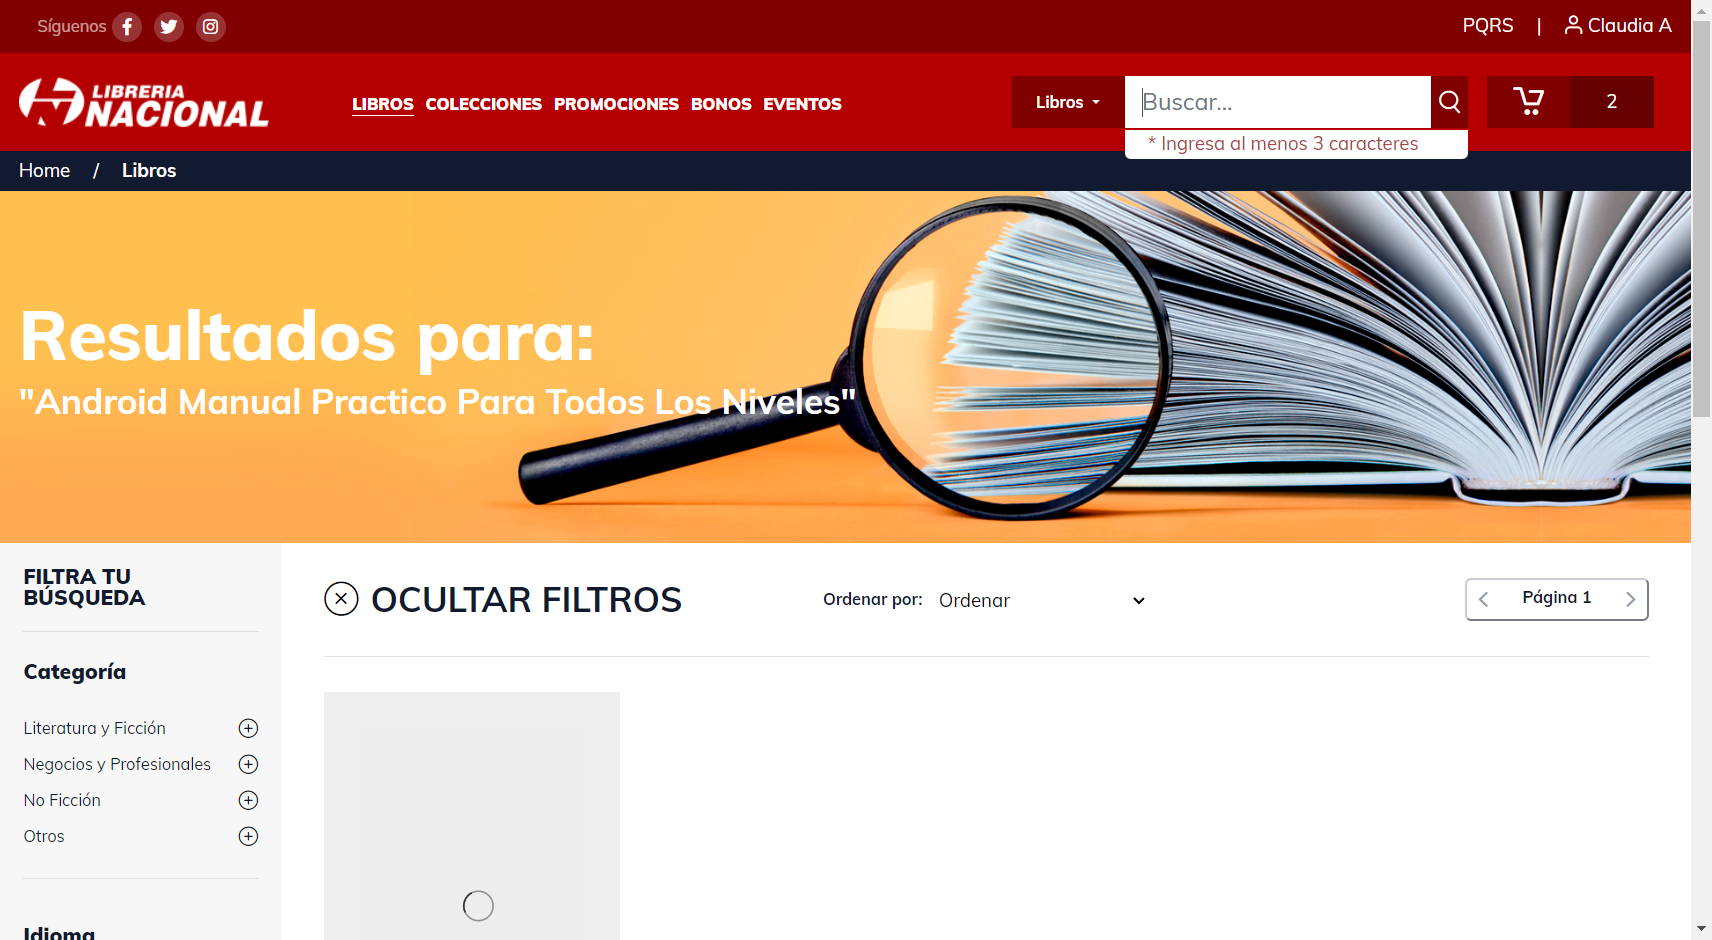 Síguenos
PQRS | Claudia A
LIBRERIA
NACIONAL
LIBROS COLECCIONES PROMOCIONES BONOS EVENTOS
Libros
Buscar...
2
* Ingresa al menos 3 caracteres
Home / Libros
Resultados para:
"Android Manual Practico Para Todos Los Niveles"
FILTRA TU
BÚSQUEDA
OCULTAR FILTROS
Ordenar por: Ordenar
Página 1
Categoría
Literatura y Ficción
Negocios y Profesionales
No Ficción
Otros
Idioma